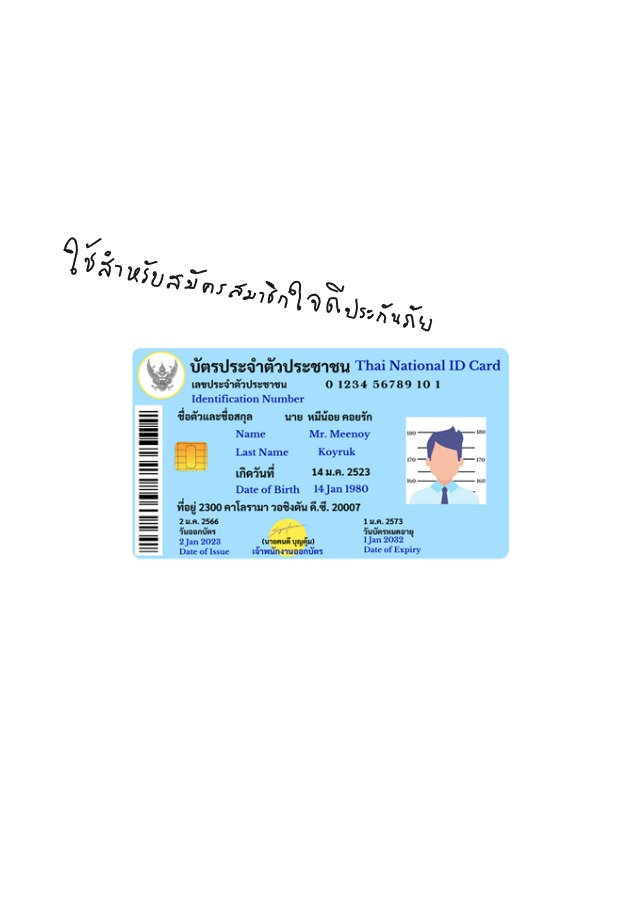 ใช้สำหรับสมัครสมาชิกใจดีประกันภัย
บัตรประจำตัวประชาชน Thai National ID Card
เลขประจำตัวประชาชน 0 1234 56789 10 1
Identification Number
ชื่อตัวและชื่อสกุล นาย หมีน้อย คอยรัก
Name Mr. Meenoy
Last Name Koyruk
เกิดวันที่ 14 ม.ค. 2523
Date of Birth 14 Jan 1980
ที่อยู่ 2300 คาโลรามา วอชิงตัน ดี.ซี. 20007
180 180
170 170
160 160
2 ม.ค. 2566
วันออกบัตร
2 Jan 2023
Date of Issue
(นายคนดี บุญคุ้ม)
เจ้าพนักงานออกบัตร
1 ม.ค. 2573
วันบัตรหมดอายุ
1 Jan 2032
Date of Expiry